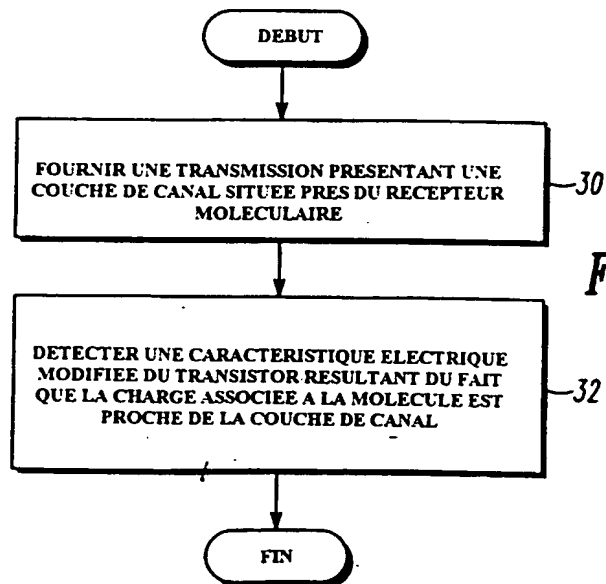 DEBUT
FOURNIR UNE TRANSMISSION PRESENTANT UNE
COUCHE DE CANAL SITUEE PRES DU RECEPTEUR
MOLECULAIRE
30
F
DETECTER UNE CARACTERISTIQUE ELECTRIQUE
MODIFIEE DU TRANSISTOR RESULTANT DU FAIT
QUE LA CHARGE ASSOCIEE A LA MOLECULE EST
PROCHE DE LA COUCHE DE CANAL
32
FIN